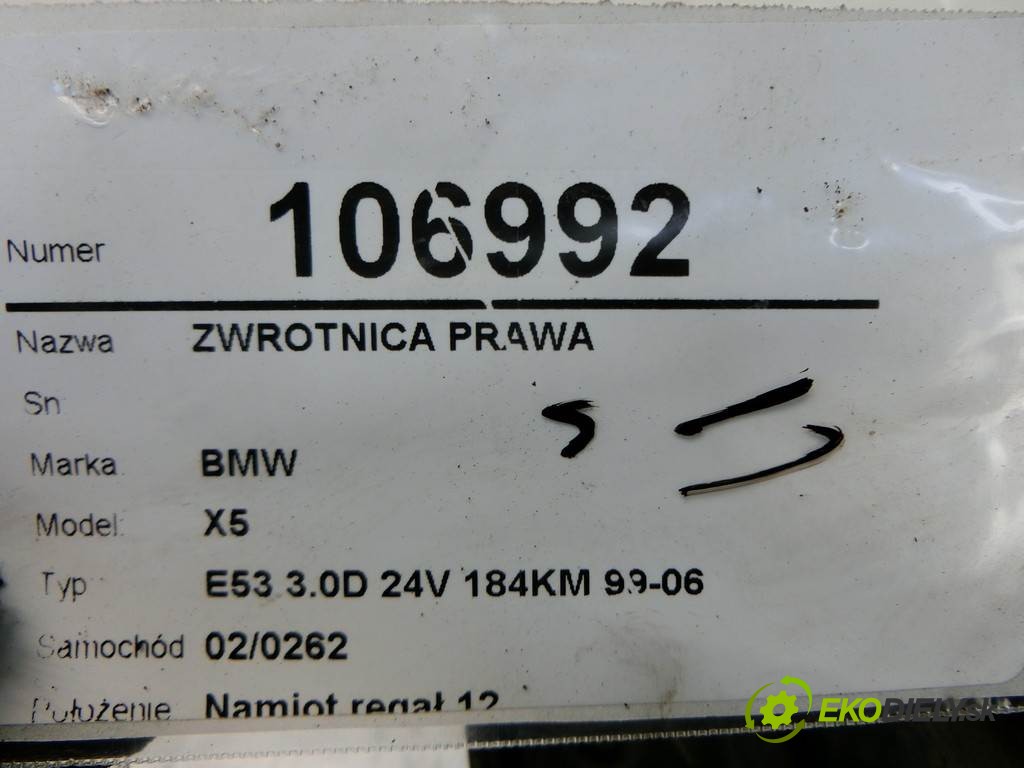 Numer 106992
Nazwa ZWROTNICA PRAWA
Sn
Marka BMW
Model: X5
Typ E53 3.0D 24V 184KM 99-06
Samochód 02/0262
Położenie Namiot regał 12
EKOBIELY.SK